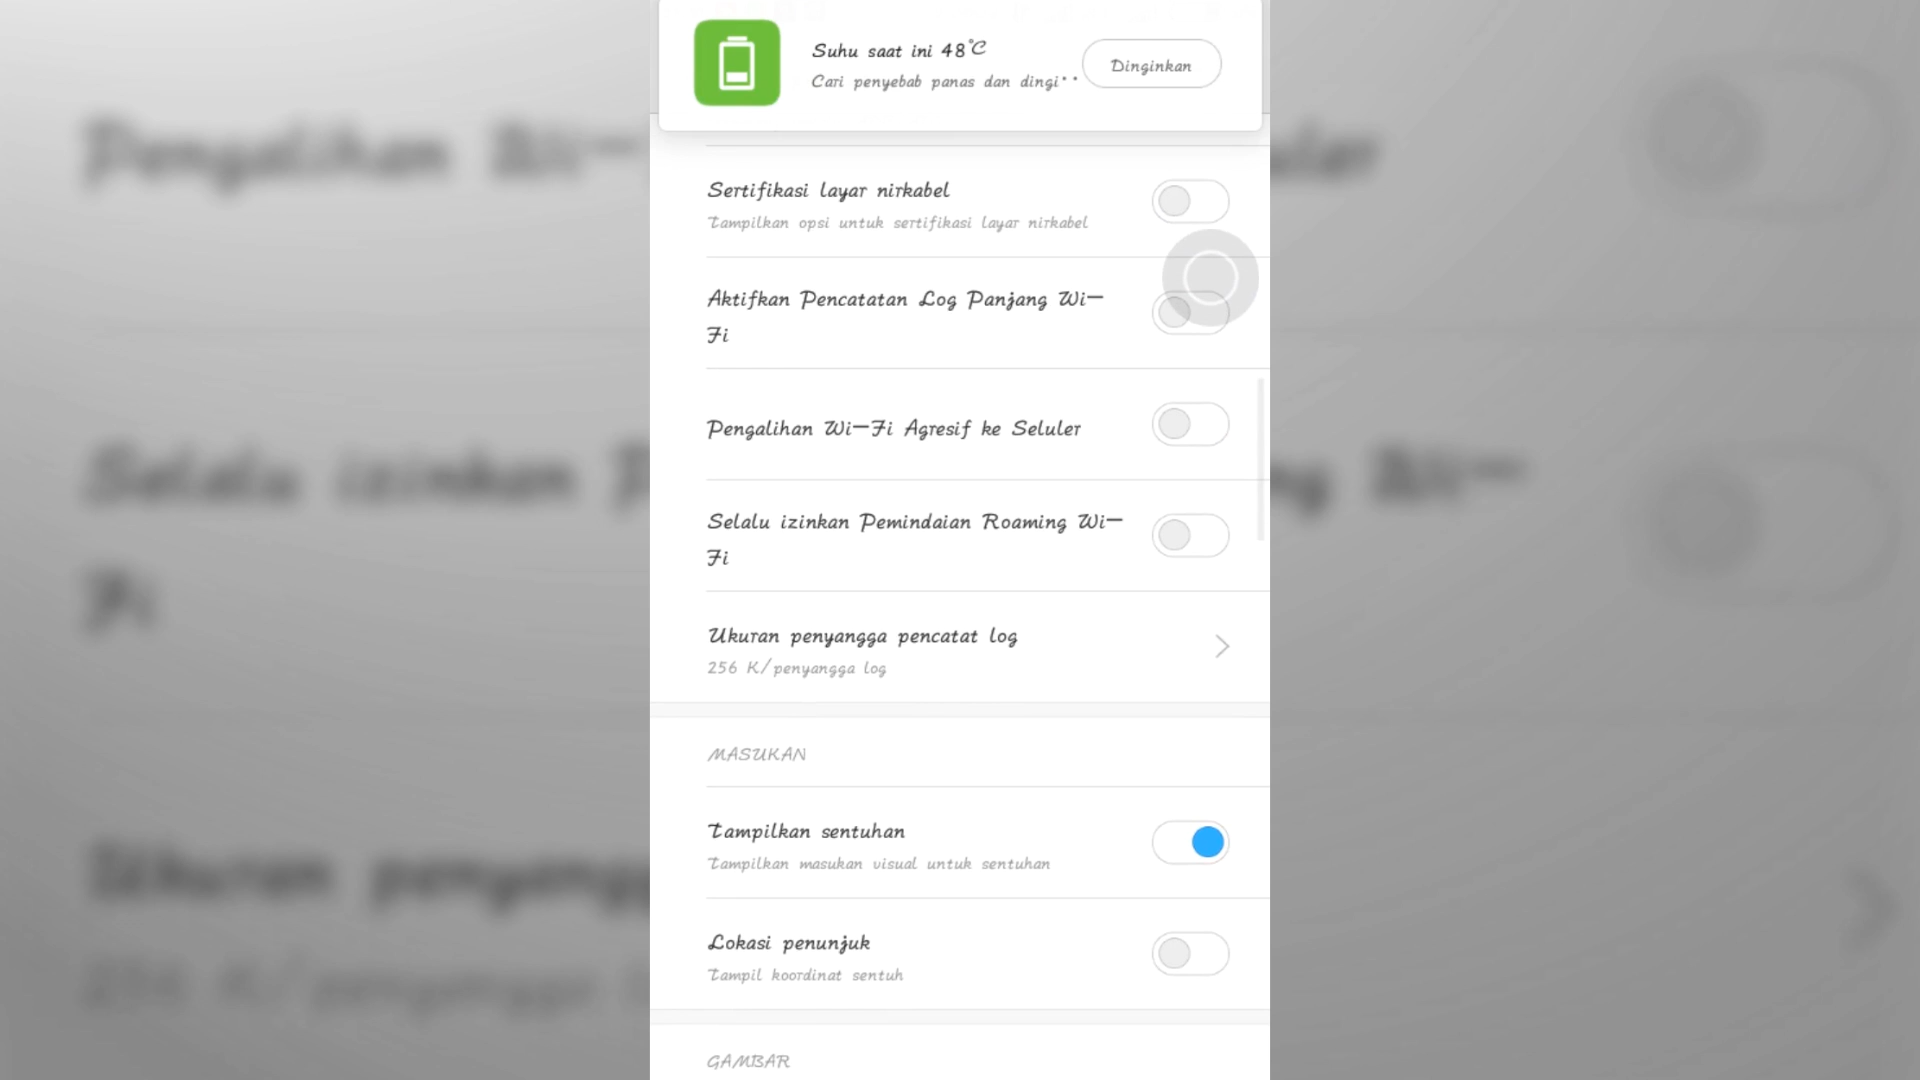 Suhu saat ini 48°C
Cari penyebab panas dan dingi..
Dinginkan
Sertifikasi layar nirkabel
Tampilkan opsi untuk sertifikasi layar nirkabel
Aktifkan Pencatatan Log Panjang Wi-
Fi
Pengalihan Wi-Fi Agresif ke Seluler
Selalu izinkan Pemindaian Roaming Wi-
Fi
Ukuran penyangga pencatat log
256 K/penyangga log
MASUKAN
Tampilkan sentuhan
Tampilkan masukan visual untuk sentuhan
Lokasi penunjuk
Tampil koordinat sentuh
GAMBAR